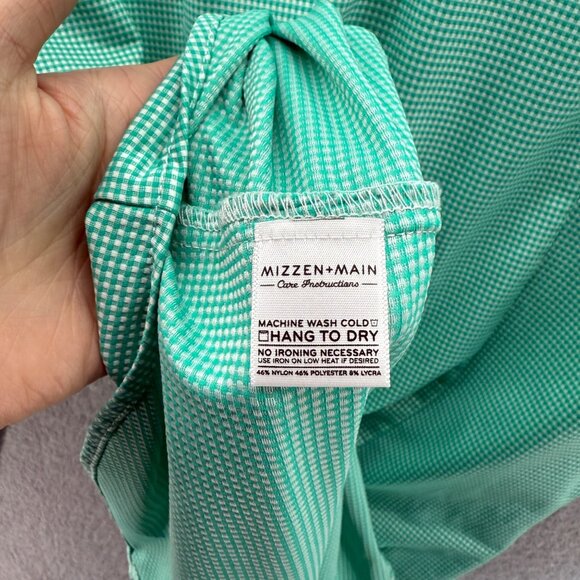 MIZZEN+MAIN
Care Instructions
MACHINE WASH COLD
HANG TO DRY
NO IRONING NECESSARY
USE IRON ON LOW HEAT IF DESIRED
46% NYLON 46% POLYESTER 8% LYCRA